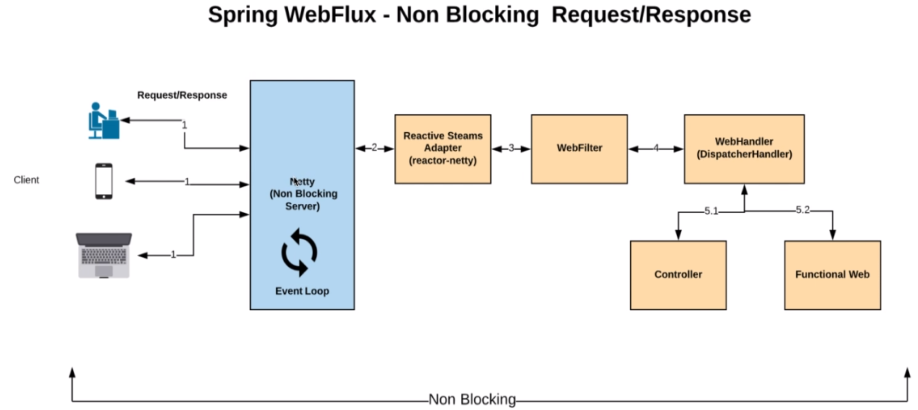 Spring WebFlux - Non Blocking Request/Response
Request/Response
1
Client
1
1
Netty
(Non Blocking
Server)
Event Loop
2
Reactive Steams
Adapter
(reactor-netty)
3
WebFilter
4
WebHandler
(DispatcherHandler)
5.1
5.2
Controller
Functional Web
Non Blocking